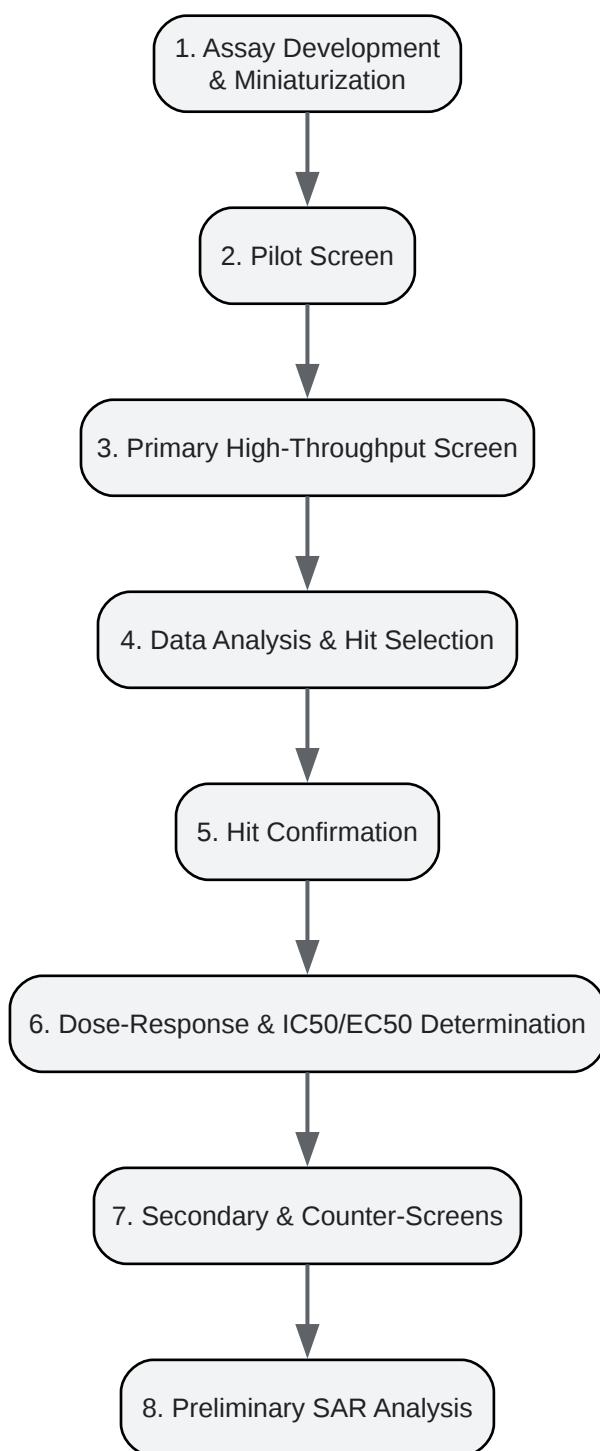 1. Assay Development
& Miniaturization
2. Pilot Screen
3. Primary High-Throughput Screen
4. Data Analysis & Hit Selection
5. Hit Confirmation
6. Dose-Response & IC50/EC50 Determination
7. Secondary & Counter-Screens
8. Preliminary SAR Analysis